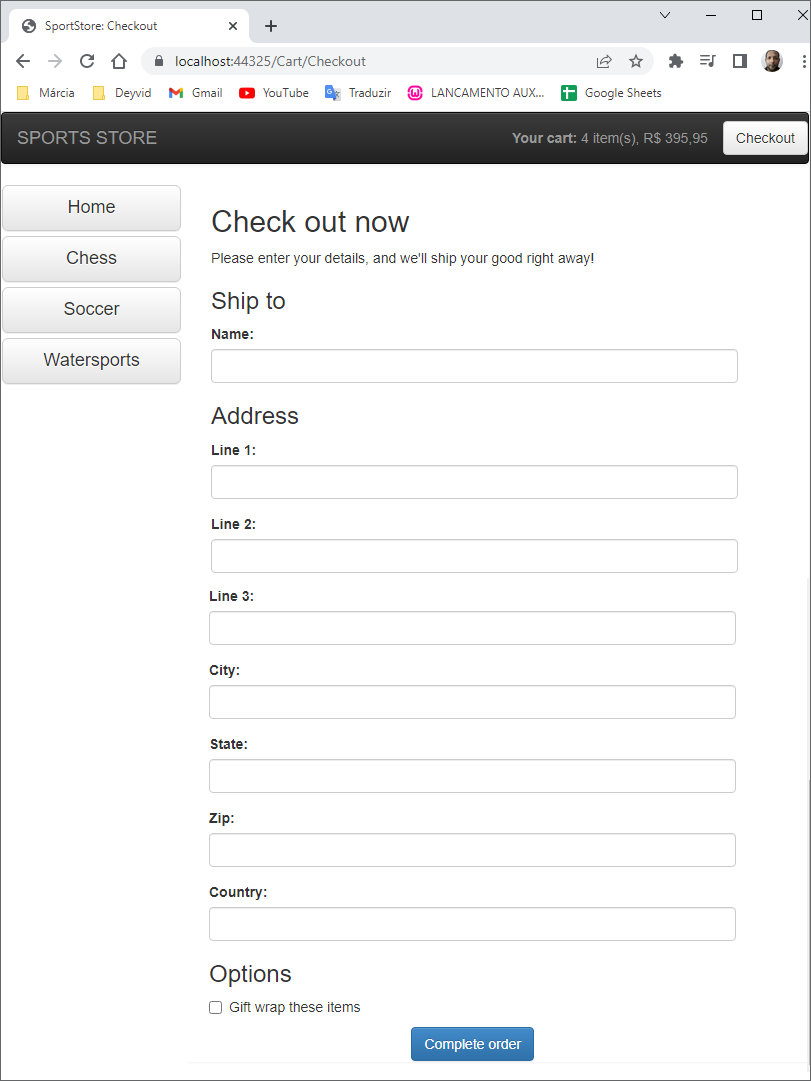 SportStore: Checkout
localhost:44325/Cart/Checkout
Márcia Deyvid Gmail YouTube Traduzir LANCAMENTO AUX... Google Sheets
SPORTS STORE Your cart: 4 item(s), R$ 395,95 Checkout
Home
Chess
Soccer
Watersports
Check out now
Please enter your details, and we'll ship your good right away!
Ship to
Name:
Address
Line 1:
Line 2:
Line 3:
City:
State:
Zip:
Country:
Options
Gift wrap these items
Complete order